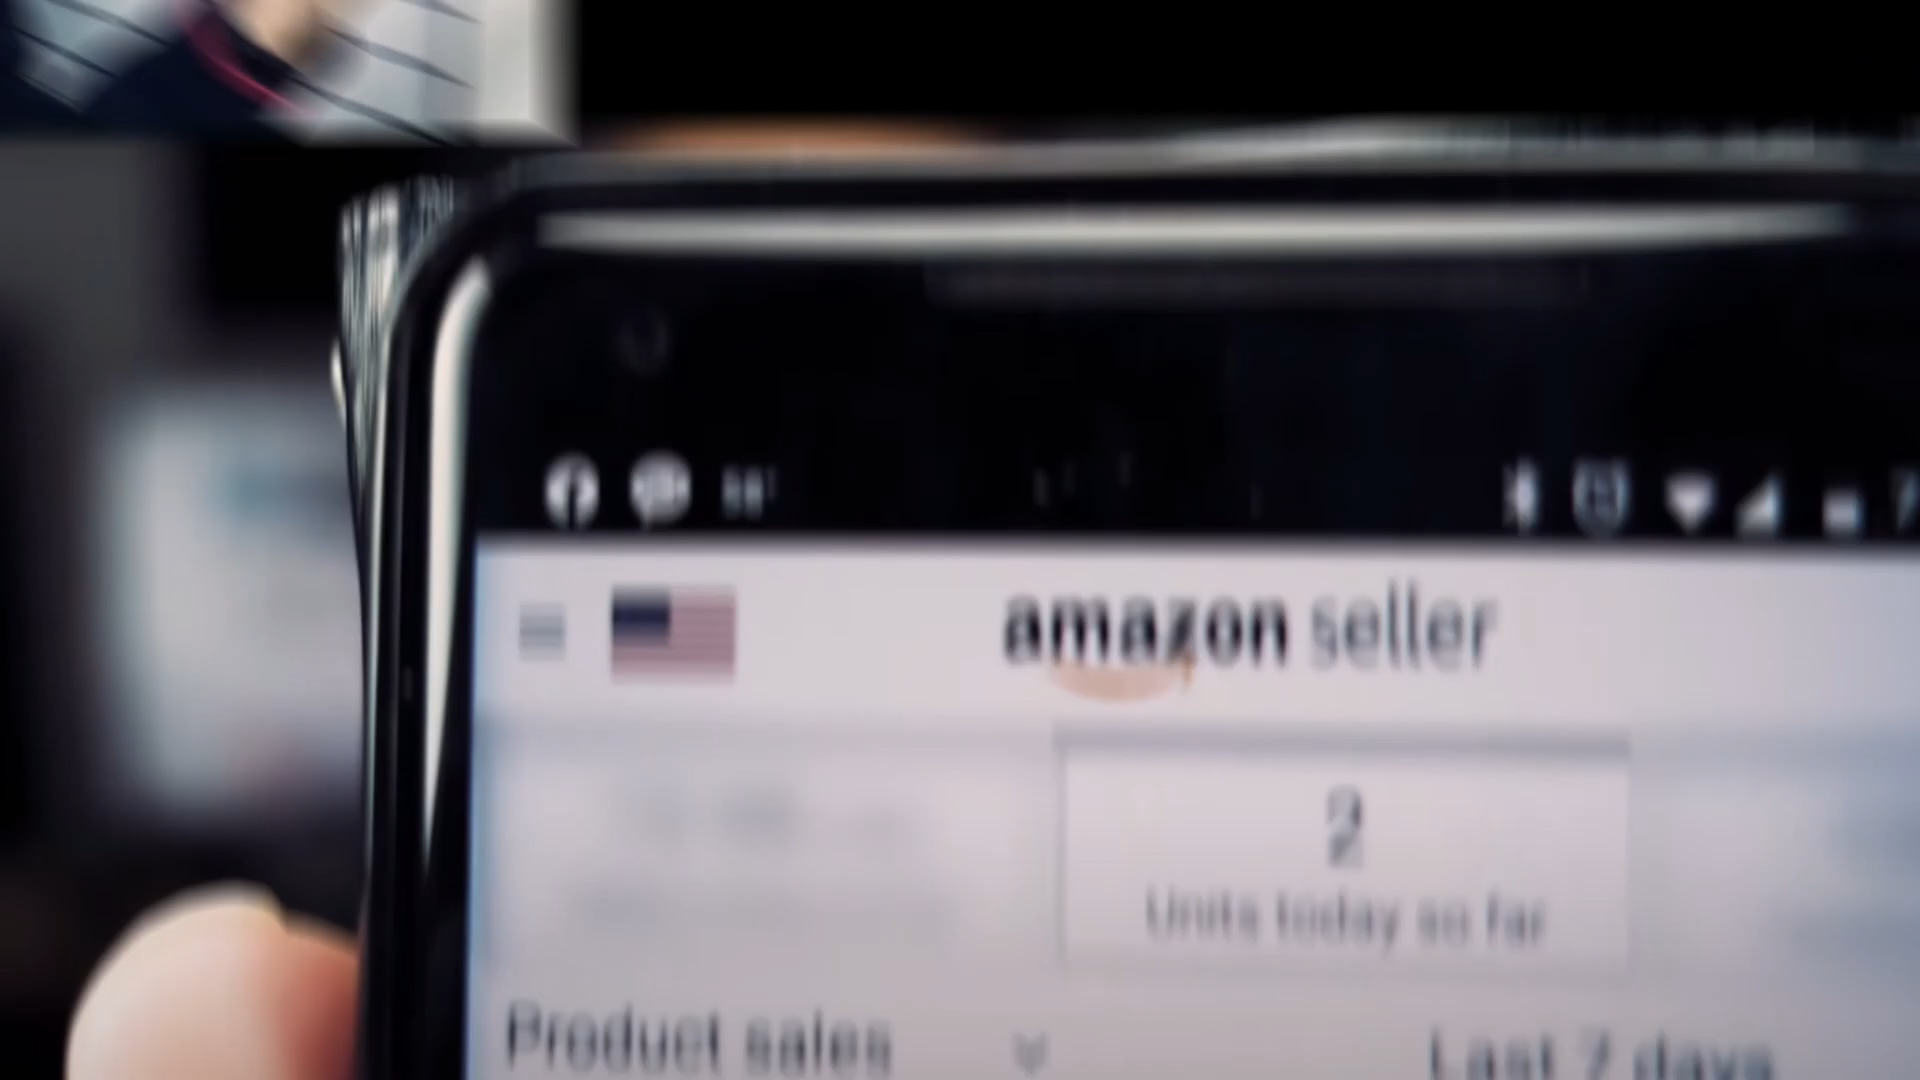 amazon seller
2
Units today so far
Product sales
Last 7 days